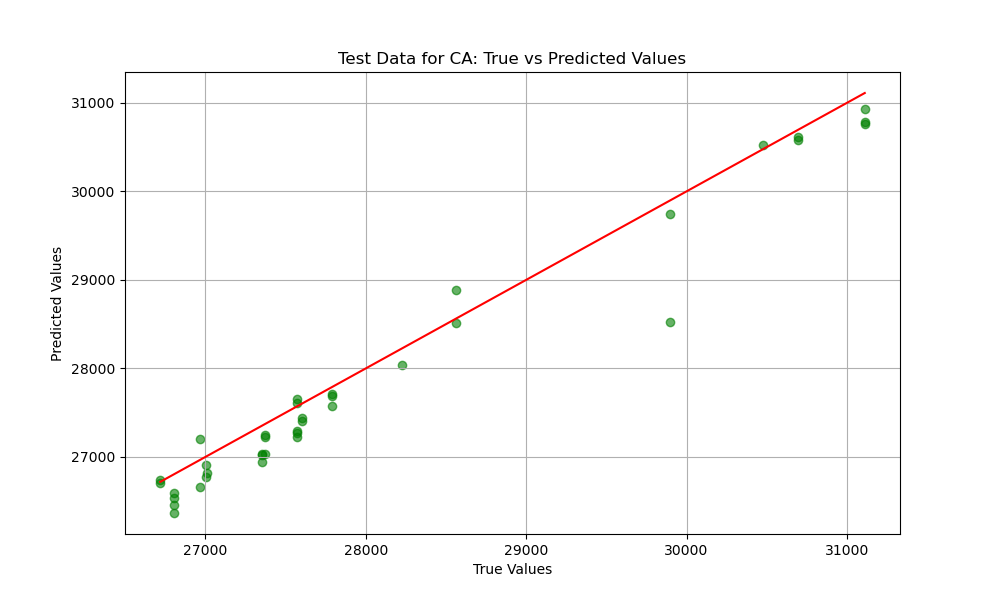 Test Data for CA: True vs Predicted Values
31000
30000
29000
28000
27000
Predicted Values
27000 28000 29000 30000 31000
True Values